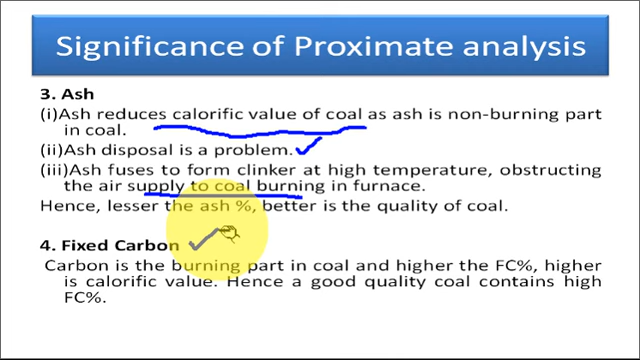 Significance of Proximate analysis
3. Ash
(i)Ash reduces calorific value of coal as ash is non-burning part
in coal.
(ii)Ash disposal is a problem.
(iii)Ash fuses to form clinker at high temperature, obstructing
the air supply to coal burning in furnace.
Hence, lesser the ash %, better is the quality of coal.
4. Fixed Carbon
Carbon is the burning part in coal and higher the FC%, higher
is calorific value. Hence a good quality coal contains high
FC%.